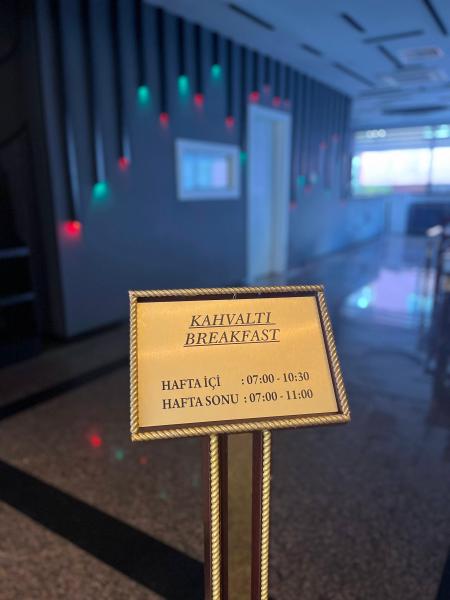 KAHVALTI
BREAKFAST
HAFTA İÇİ : 07:00 - 10:30
HAFTA SONU : 07:00 - 11:00